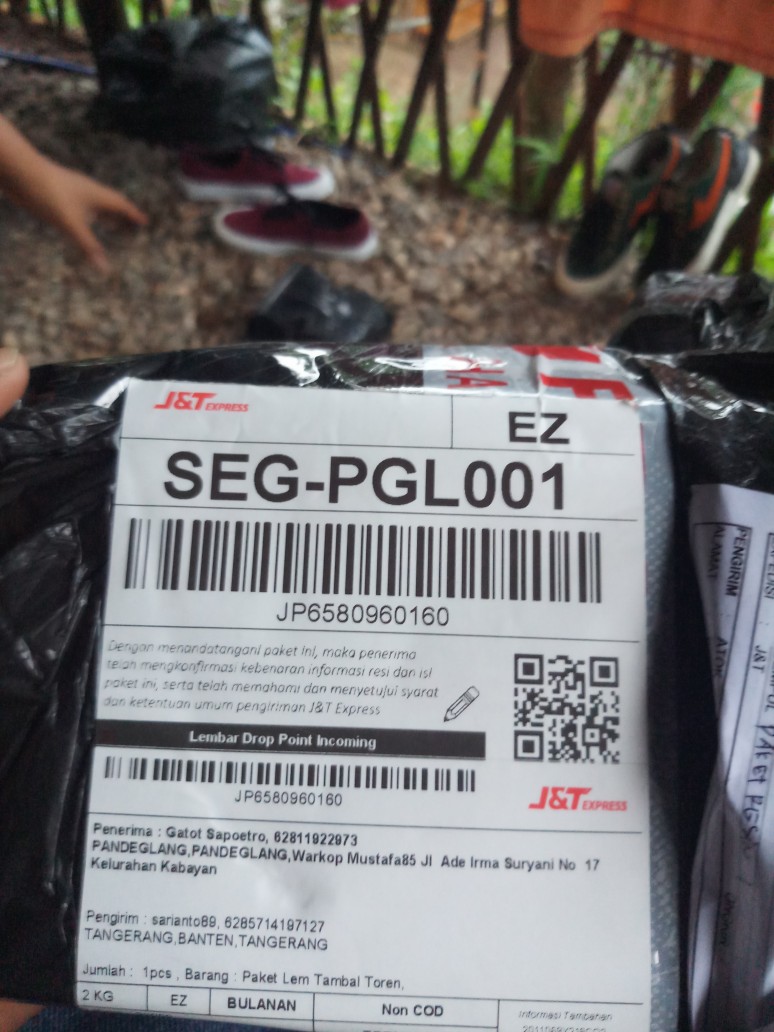 J&T EXPRESS
EZ
SEG-PGL001
JP6580960160
Dengan menandatangani paket ini, maka penerima
telah mengkonfirmasi kebenaran informasi resi dan isi
paket ini, serta telah memahami dan menyetujui syarat
dan ketentuan umum pengiriman J&T Express
Lembar Drop Point Incoming
JP6580960160
J&T EXPRESS
Penerima : Gatot Sapoetro, 62811922973
PANDEGLANG,PANDEGLANG,Warkop Mustafa85 Jl Ade Irma Suryani No 17
Kelurahan Kabayan
Pengirim : sarianto89, 6285714197127
TANGERANG,BANTEN,TANGERANG
Jumlah : 1pcs , Barang : Paket Lem Tambal Toren,
2 KG EZ BULANAN Non COD Informasi Tambahan
PENGIRIM
ALAMAT
J&T